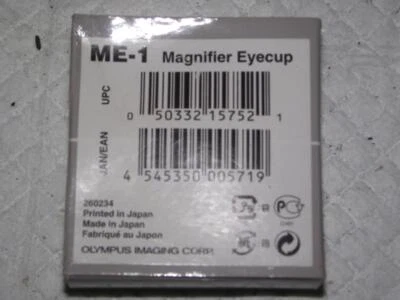 ME-1 Magnifier Eyecup
UPC
0 50332 15752 1
JAN/EAN
4 545350 005719
260234
Printed in Japan
Made in Japan
Fabriqué au Japon
OLYMPUS IMAGING CORP.